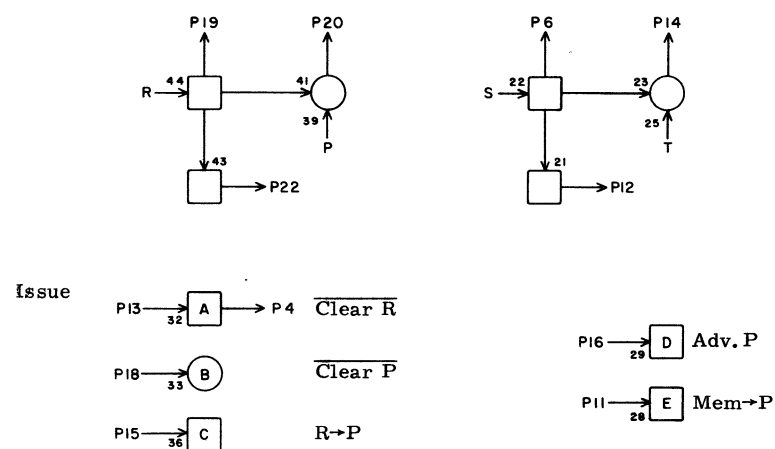 P19 P20 P6 P14
R 44 41 S 22 23
39 25
P T
43 21
P22 P12
Issue
P13 32 A P4 Clear R
P16 29 D Adv. P
P18 33 B Clear P
P11 28 E Mem→P
P15 36 C R→P